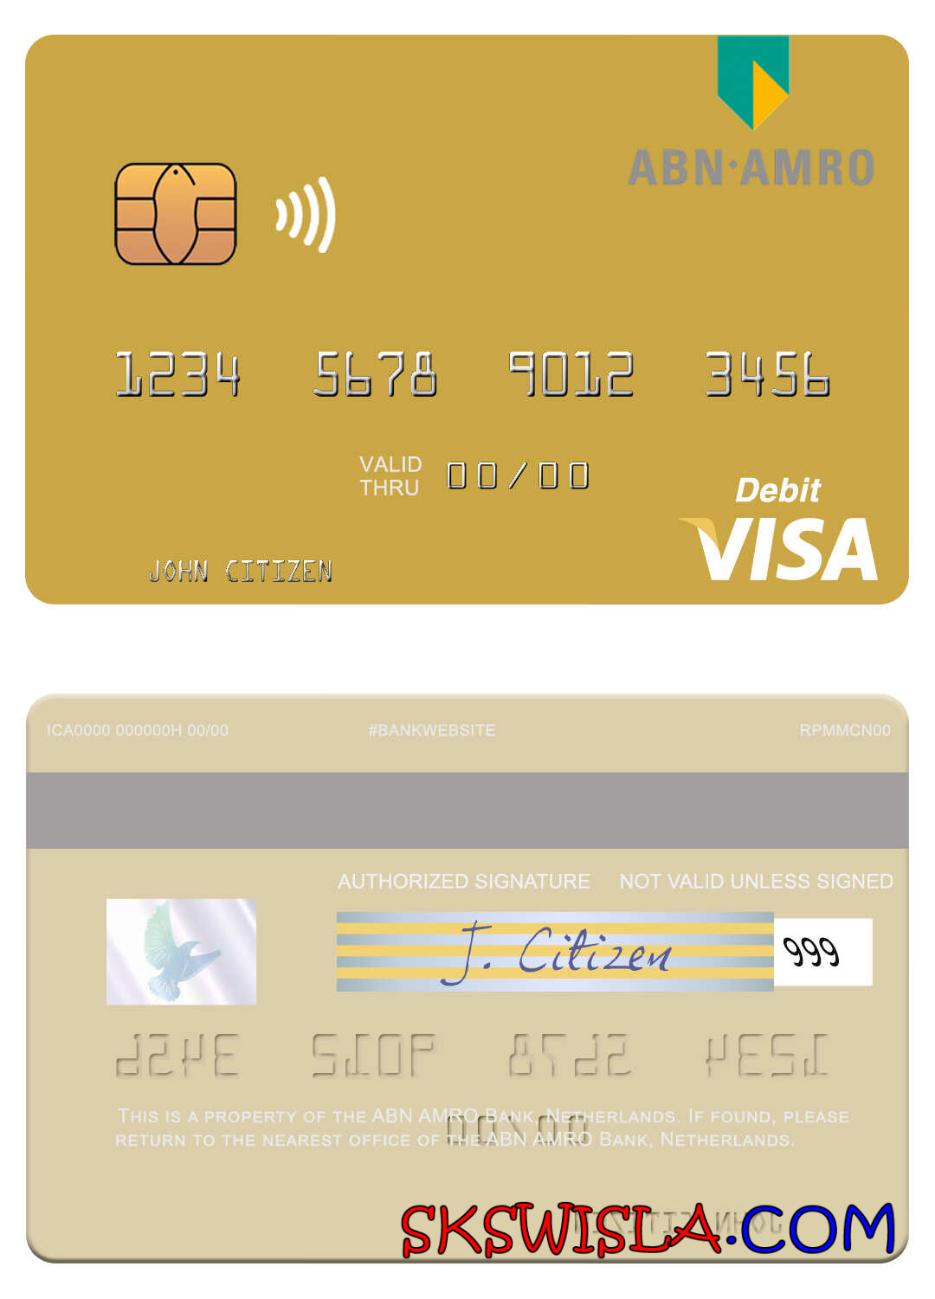 ABN·AMRO
1234 5678 9012 3456
VALID THRU 00/00
Debit
VISA
JOHN CITIZEN
ICA0000 000000H 00/00 #BANKWEBSITE RPMMCN00
AUTHORIZED SIGNATURE NOT VALID UNLESS SIGNED
J. Citizen 999
THIS IS A PROPERTY OF THE ABN AMRO BANK, NETHERLANDS. IF FOUND, PLEASE
RETURN TO THE NEAREST OFFICE OF THE ABN AMRO BANK, NETHERLANDS.
SKSWISLA.COM